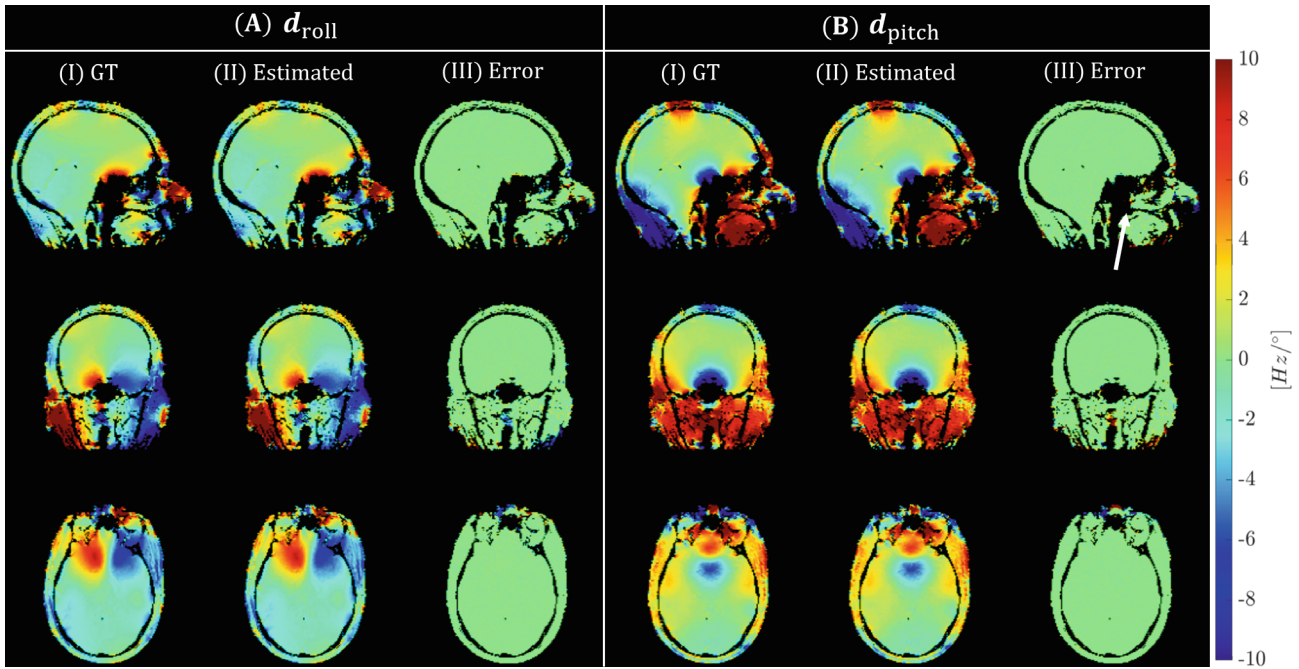 (A) d_roll
(B) d_pitch
(I) GT
(II) Estimated
(III) Error
(I) GT
(II) Estimated
(III) Error
10
8
6
4
2
0
-2
-4
-6
-8
-10
[Hz/°]